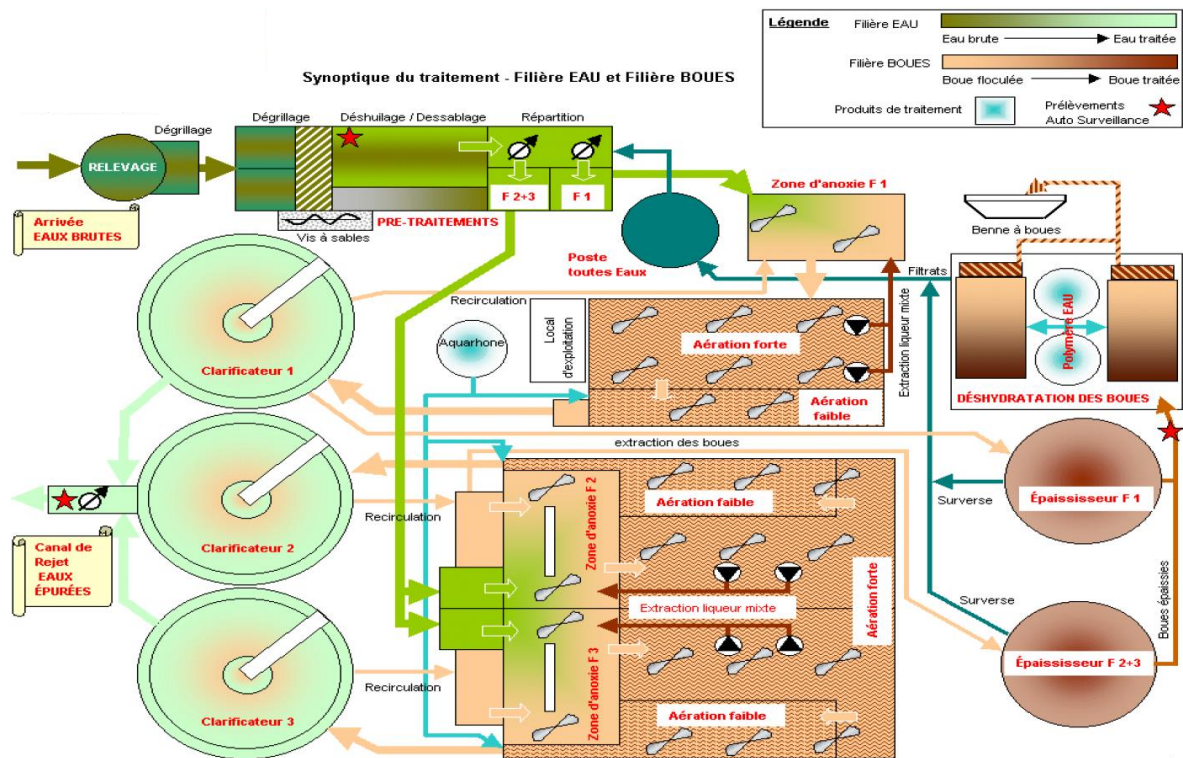 Légende
Filière EAU
Eau brute
Eau traitée
Filière BOUES
Boue floculée
Boue traitée
Produits de traitement
Prélèvements
Auto Surveillance
Synoptique du traitement - Filière EAU et Filière BOUES
Dégrillage
Dégrillage
Déshuilage / Dessablage
Répartition
RELEVAGE
F 2+3
F 1
Zone d'anoxie F 1
Arrivée
EAUX BRUTES
PRE-TRAITEMENTS
Vis à sables
Poste
toutes Eaux
Benne à boues
Filtrats
Recirculation
Local
d'exploitation
Aération forte
Extraction liqueur mixte
Polymère EAU
Aquarhone
Clarificateur 1
Aération
faible
DÉSHYDRATATION DES BOUES
extraction des boues
Clarificateur 2
Recirculation
Zone d'anoxie F 2
Aération faible
Surverse
Épaississeur F 1
Canal de
Rejet
EAUX
ÉPURÉES
Extraction liqueur mixte
Aération forte
Surverse
Boues épaissies
Épaississeur F 2+3
Recirculation
Zone d'anoxie F 3
Clarificateur 3
Aération faible